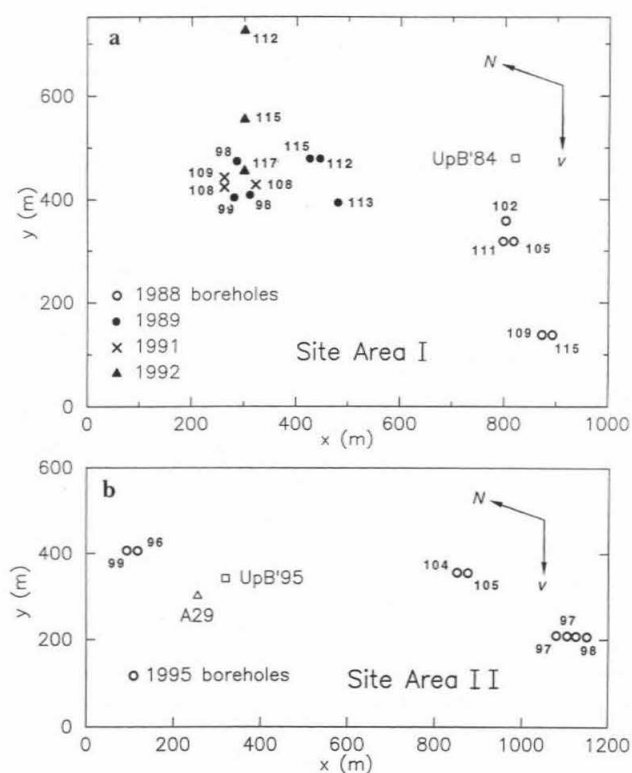 a
112
N
v
115
98
115
112
UpB'84
109
117
108
108
99
98
113
102
111
105
109
115
1988 boreholes
1989
1991
1992
Site Area I
y (m)
0
200
400
600
0
200
400
600
800
1000
x (m)
b
N
v
99
96
UpB'95
A29
104
105
97
97
98
1995 boreholes
Site Area II
y (m)
0
200
400
600
0
200
400
600
800
1000
1200
x (m)